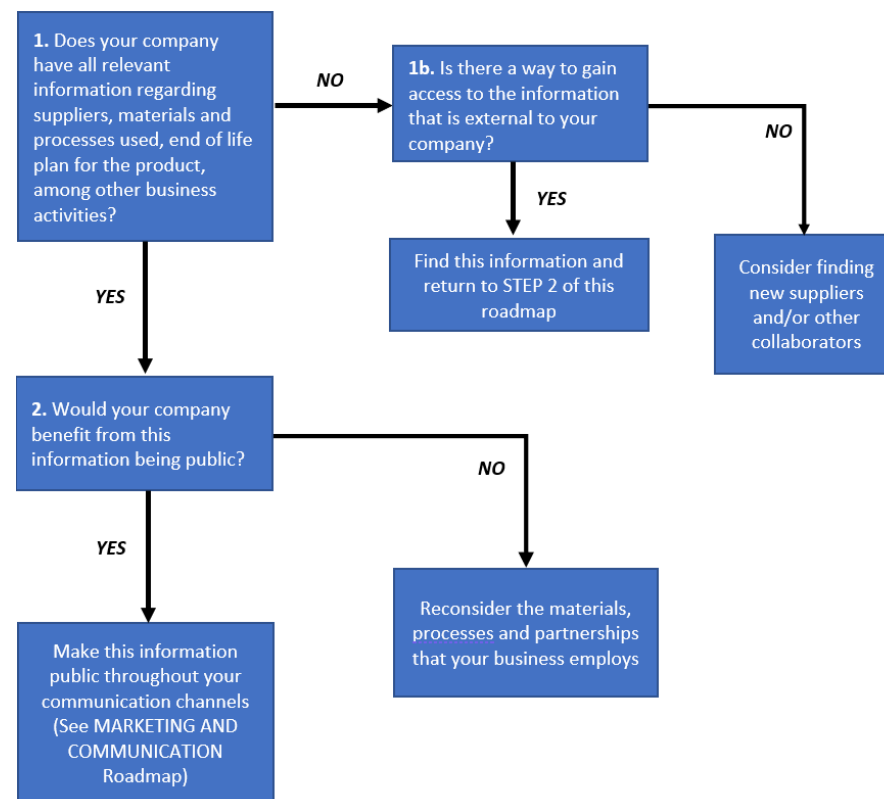 1. Does your company
have all relevant
information regarding
suppliers, materials and
processes used, end of life
plan for the product,
among other business
activities?
NO
1b. Is there a way to gain
access to the information
that is external to your
company?
NO
YES
Find this information and
return to STEP 2 of this
roadmap
Consider finding
new suppliers
and/or other
collaborators
YES
2. Would your company
benefit from this
information being public?
NO
YES
Reconsider the materials,
processes and partnerships
that your business employs
Make this information
public throughout your
communication channels
(See MARKETING AND
COMMUNICATION
Roadmap)